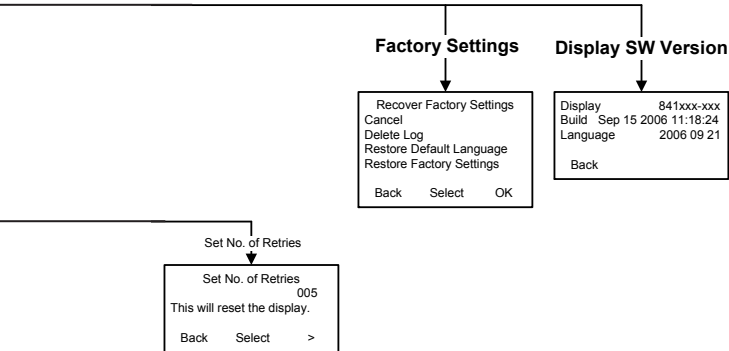 Factory Settings
Display SW Version
Recover Factory Settings
Cancel
Delete Log
Restore Default Language
Restore Factory Settings
Back Select OK
Display 841xxx-xxx
Build Sep 15 2006 11:18:24
Language 2006 09 21
Back
Set No. of Retries
Set No. of Retries
005
This will reset the display.
Back Select >